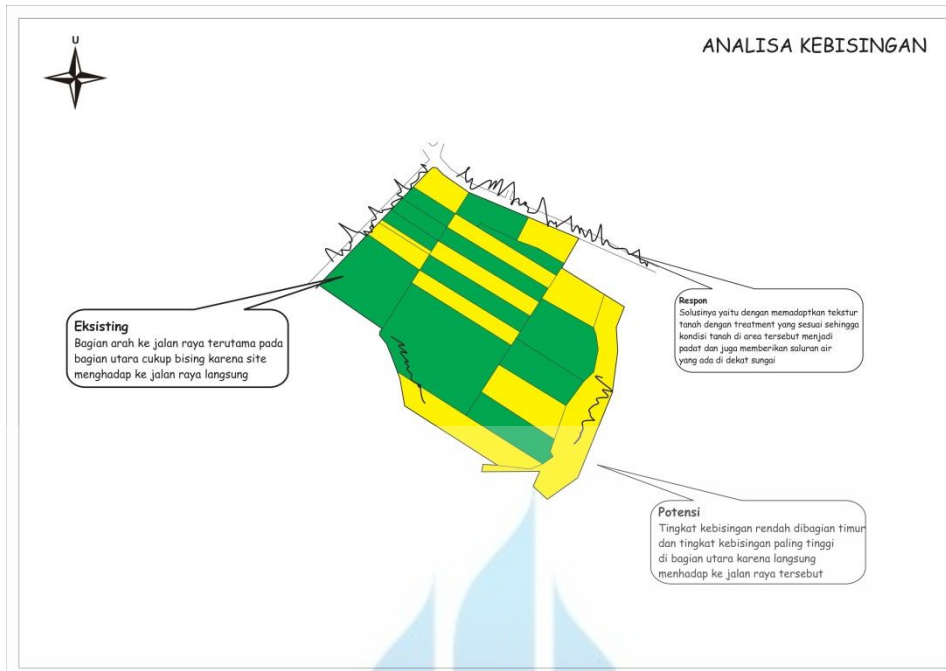 U
ANALISA KEBISINGAN
Eksisting
Bagian arah ke jalan raya terutama pada
bagian utara cukup bising karena site
menghadap ke jalan raya langsung
Respon
Solusinya yaitu dengan memadaptkan tekstur
tanah dengan treatment yang sesuai sehingga
kondisi tanah di area tersebut menjadi
padat dan juga memberikan saluran air
yang ada di dekat sungai
Potensi
Tingkat kebisingan rendah dibagian timur
dan tingkat kebisingan paling tinggi
di bagian utara karena langsung
menhadap ke jalan raya tersebut